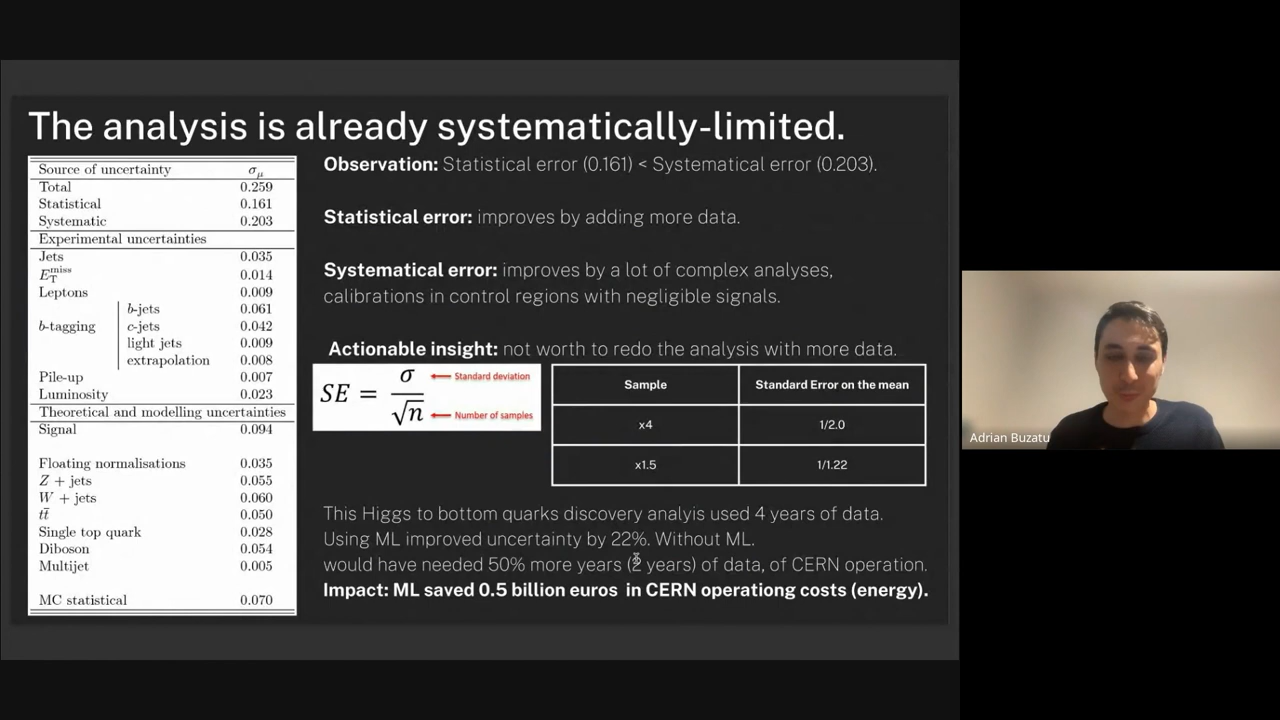 The analysis is already systematically-limited.
Source of uncertainty σμ
Total 0.259
Statistical 0.161
Systematic 0.203
Experimental uncertainties
Jets 0.035
E_T^miss 0.014
Leptons 0.009
b-jets 0.061
b-tagging c-jets 0.042
light jets 0.009
extrapolation 0.008
Pile-up 0.007
Luminosity 0.023
Theoretical and modelling uncertainties
Signal 0.094
Floating normalisations 0.035
Z + jets 0.055
W + jets 0.060
tt̄ 0.050
Single top quark 0.028
Diboson 0.054
Multijet 0.005
MC statistical 0.070
Observation: Statistical error (0.161) < Systematical error (0.203).
Statistical error: improves by adding more data.
Systematical error: improves by a lot of complex analyses,
calibrations in control regions with negligible signals.
Actionable insight: not worth to redo the analysis with more data.
SE = σ / √n
Standard deviation
Number of samples
Sample Standard Error on the mean
x4 1/2.0
x1.5 1/1.22
This Higgs to bottom quarks discovery analyis used 4 years of data.
Using ML improved uncertainty by 22%. Without ML.
would have needed 50% more years (2 years) of data, of CERN operation.
Impact: ML saved 0.5 billion euros in CERN operationg costs (energy).
Adrian Buzatu